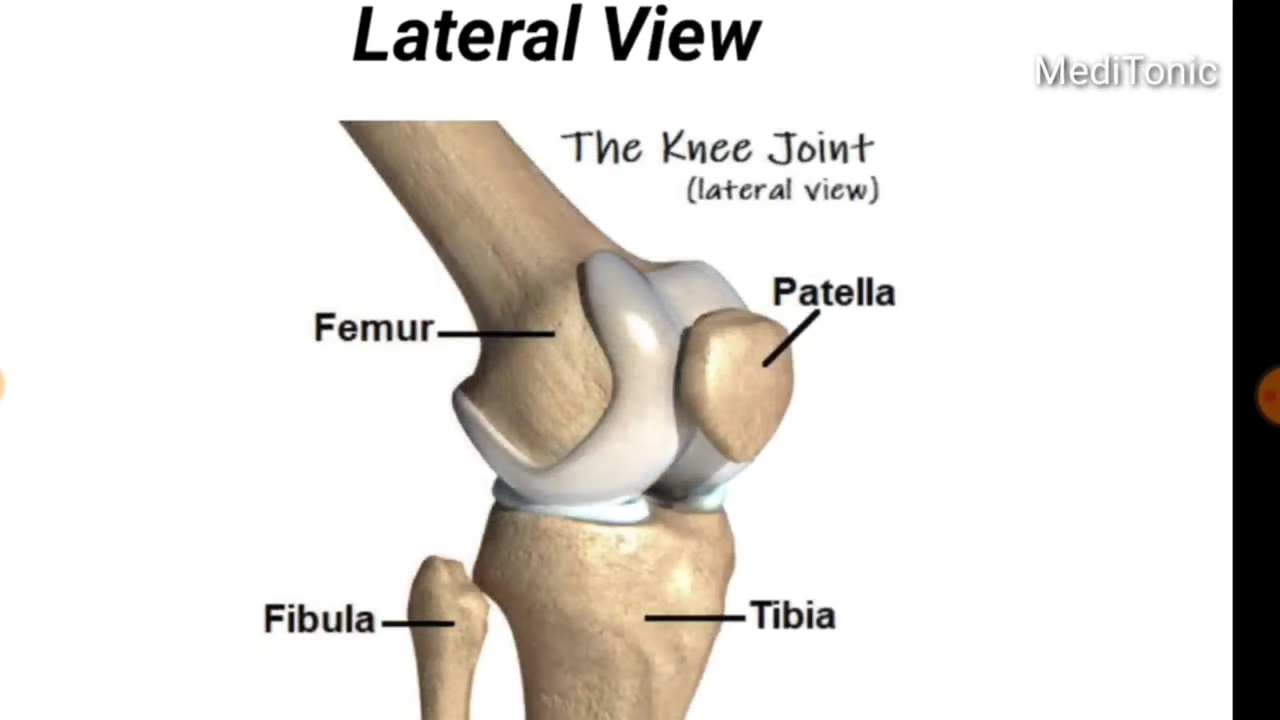 Lateral View
MediTonic
The Knee Joint
(lateral view)
Patella
Femur
Fibula
Tibia